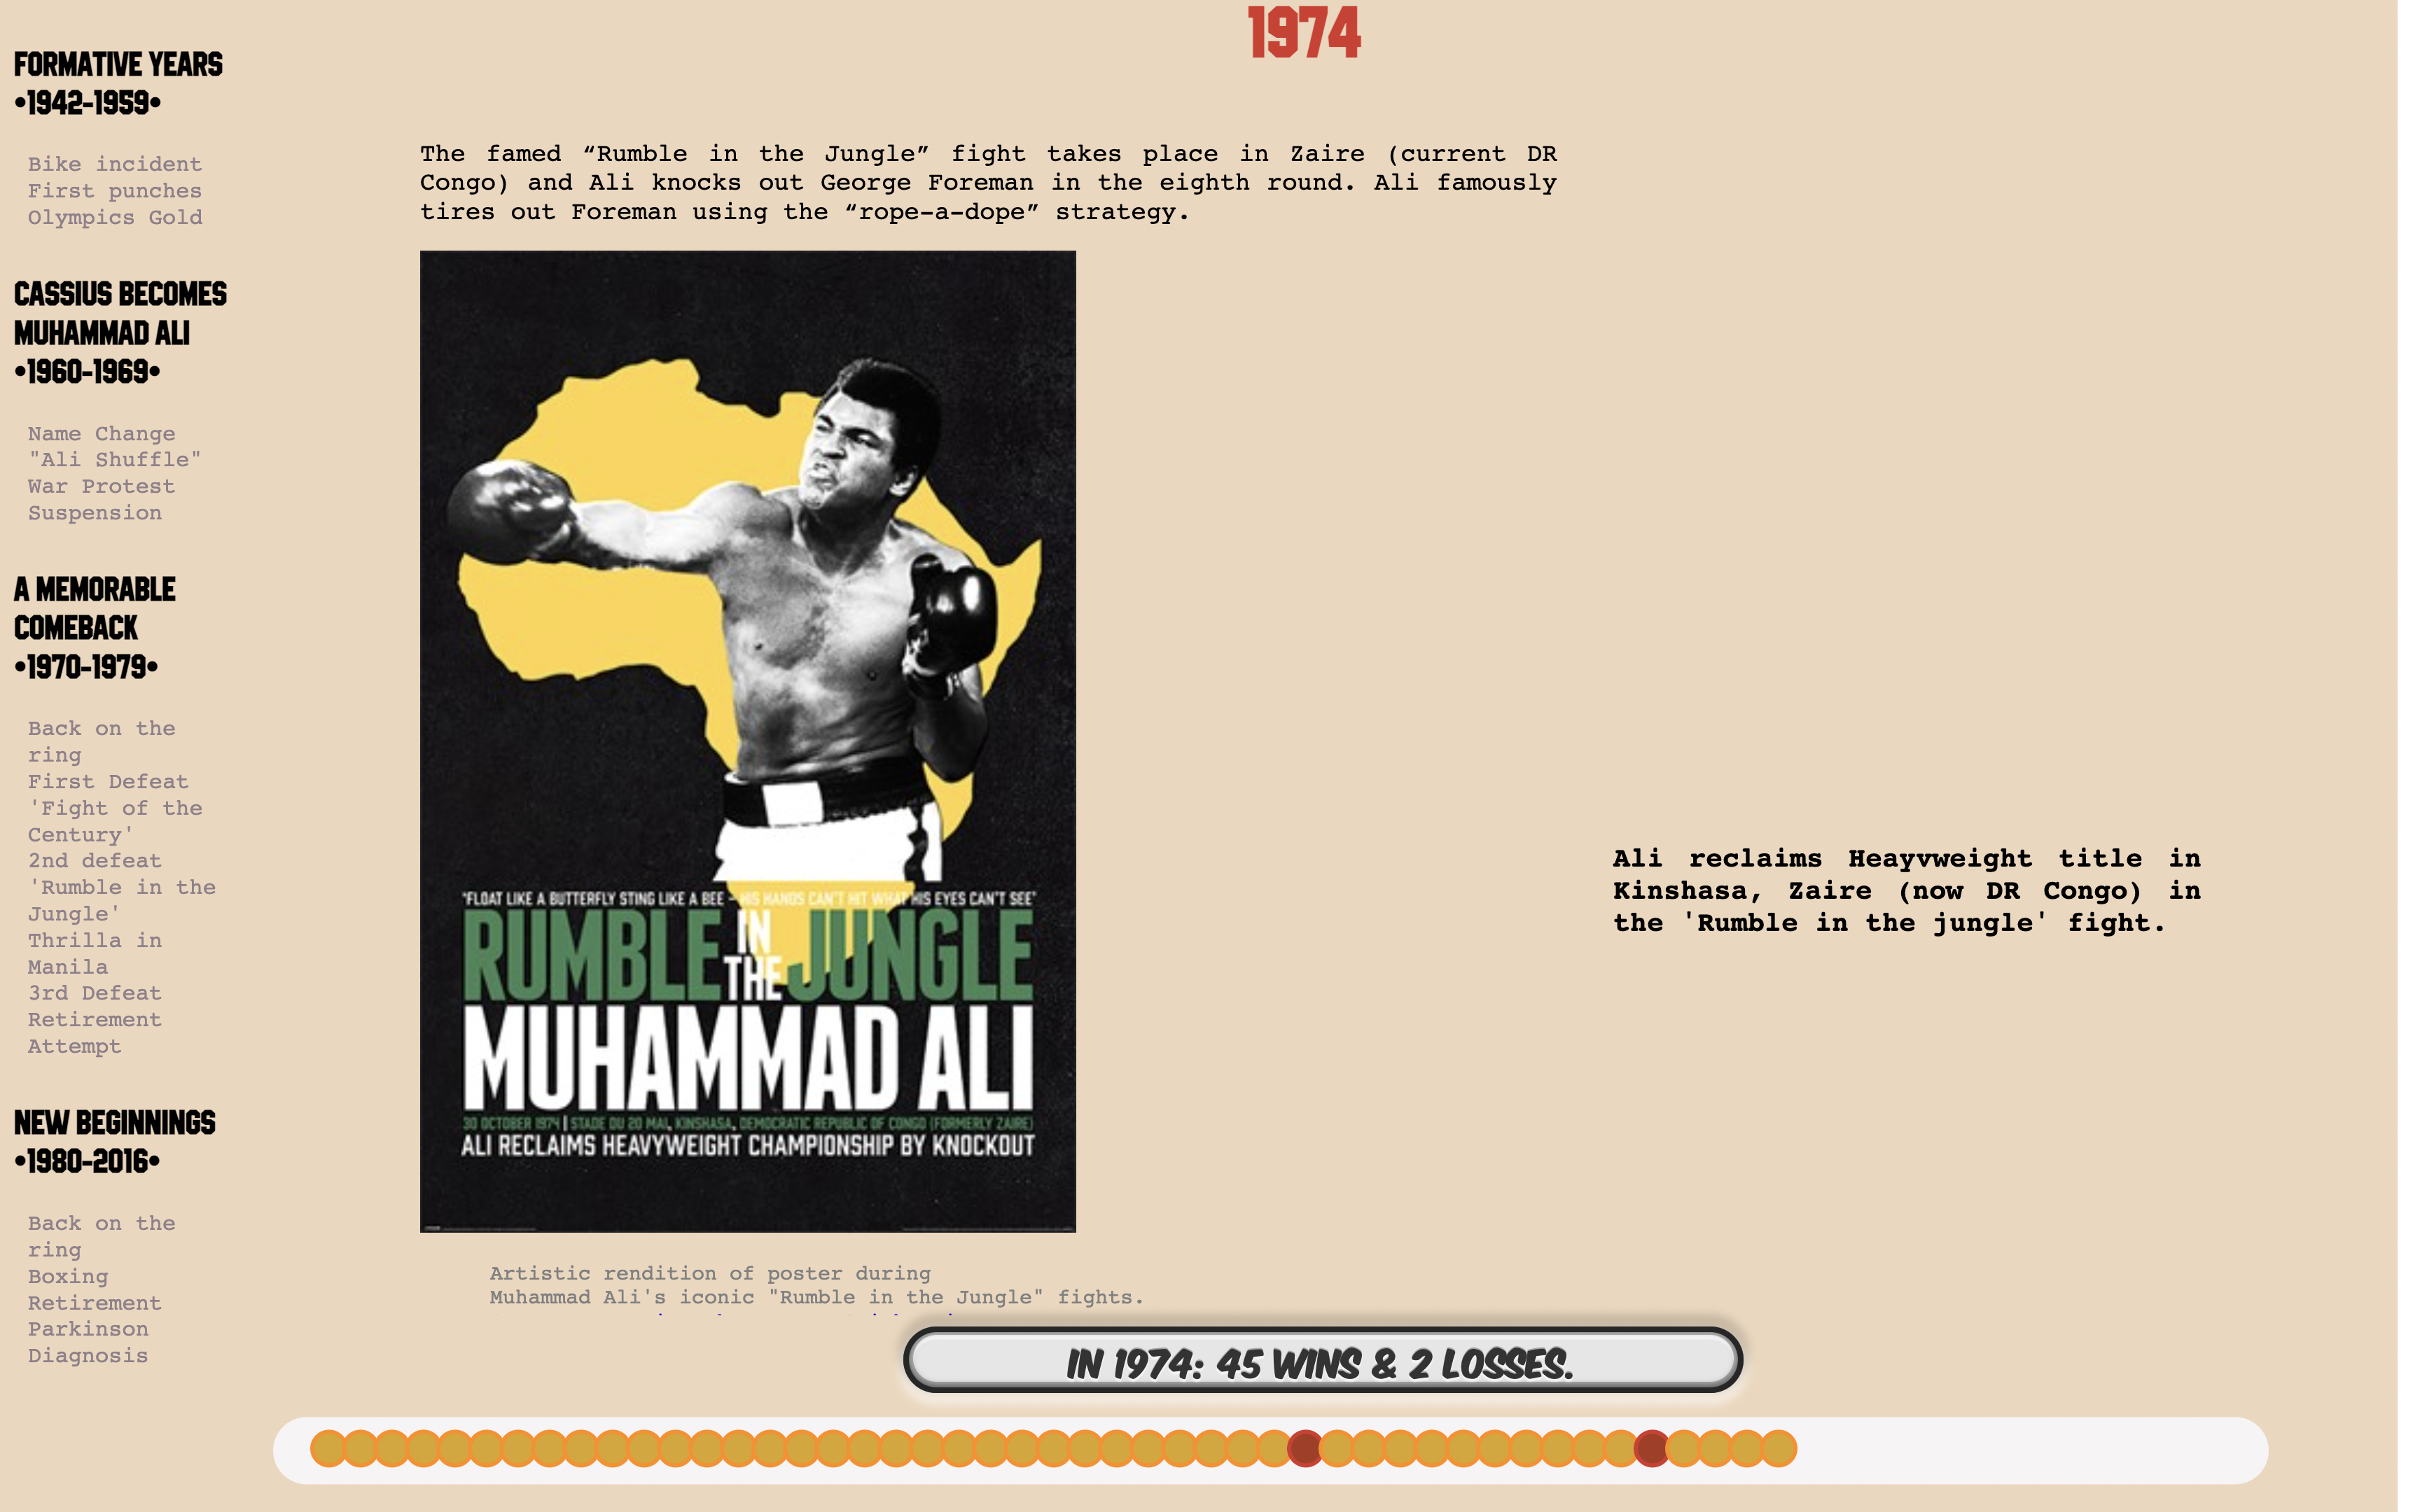 1974
FORMATIVE YEARS
•1942-1959•
Bike incident
First punches
Olympics Gold
CASSIUS BECOMES
MUHAMMAD ALI
•1960-1969•
Name Change
"Ali Shuffle"
War Protest
Suspension
A MEMORABLE
COMEBACK
•1970-1979•
Back on the
ring
First Defeat
'Fight of the
Century'
2nd defeat
'Rumble in the
Jungle'
Thrilla in
Manila
3rd Defeat
Retirement
Attempt
NEW BEGINNINGS
•1980-2016•
Back on the
ring
Boxing
Retirement
Parkinson
Diagnosis
The famed “Rumble in the Jungle” fight takes place in Zaire (current DR
Congo) and Ali knocks out George Foreman in the eighth round. Ali famously
tires out Foreman using the “rope-a-dope” strategy.
"FLOAT LIKE A BUTTERFLY STING LIKE A BEE - HIS HANDS CAN'T HIT WHAT HIS EYES CAN'T SEE"
RUMBLE IN THE JUNGLE
MUHAMMAD ALI
30 OCTOBER 1974 | STADE DU 20 MAI, KINSHASA, DEMOCRATIC REPUBLIC OF CONGO (FORMERLY ZAIRE)
ALI RECLAIMS HEAVYWEIGHT CHAMPIONSHIP BY KNOCKOUT
Artistic rendition of poster during
Muhammad Ali's iconic "Rumble in the Jungle" fights.
Ali reclaims Heayvweight title in
Kinshasa, Zaire (now DR Congo) in
the 'Rumble in the jungle' fight.
IN 1974: 45 WINS & 2 LOSSES.